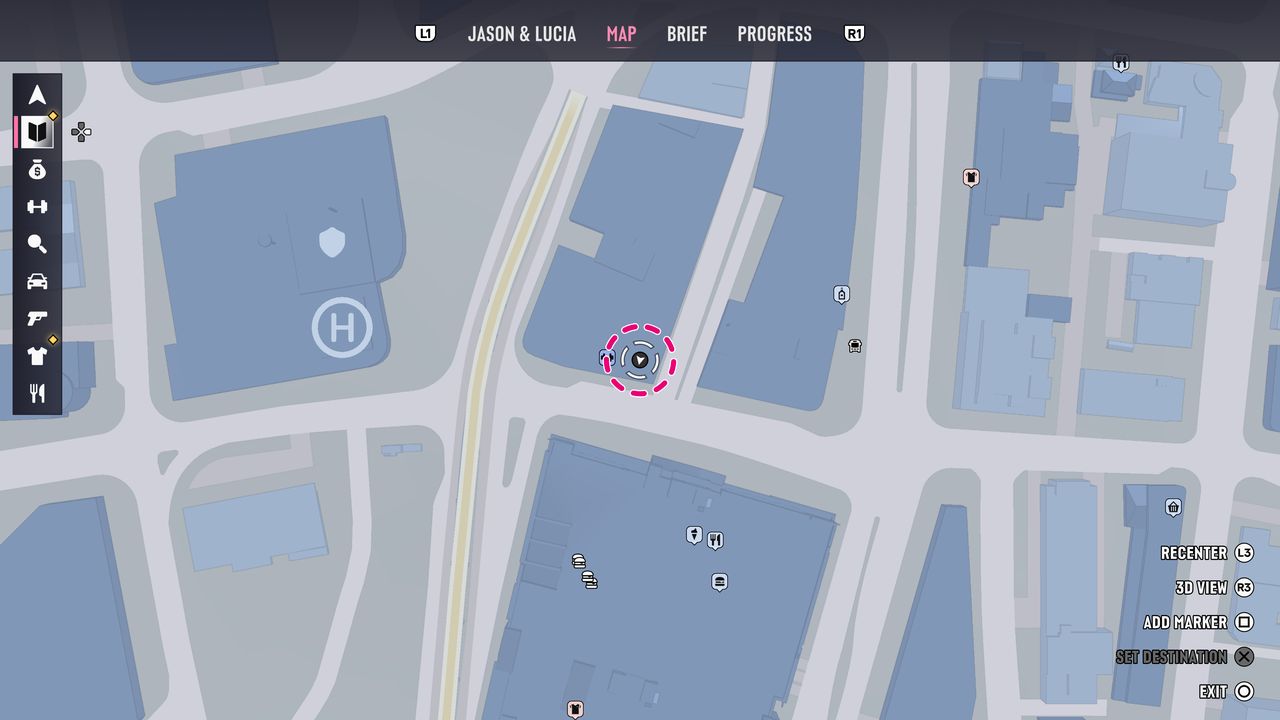 L1 JASON & LUCIA MAP BRIEF PROGRESS R1
$
H
RECENTER L3
3D VIEW R3
ADD MARKER
SET DESTINATION
EXIT